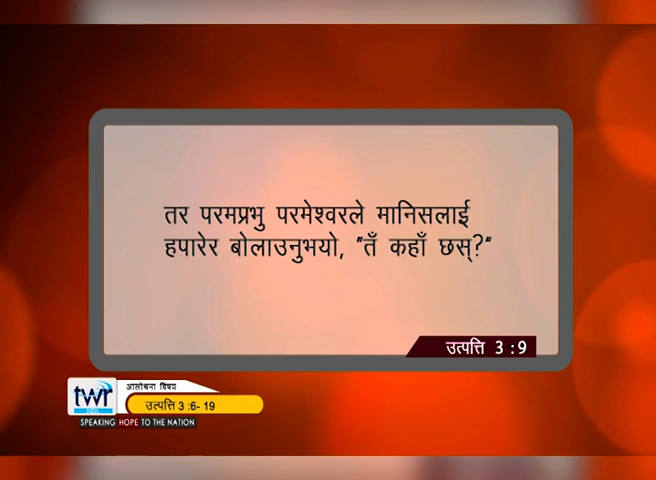 तर परमप्रभु परमेश्वरले मानिसलाई
हपारेर बोलाउनुभयो, "तँ कहाँ छस्?“
उत्पत्ति 3 : 9
twr
आलोचना विषय
उत्पत्ति 3 :6- 19
SPEAKING HOPE TO THE NATION